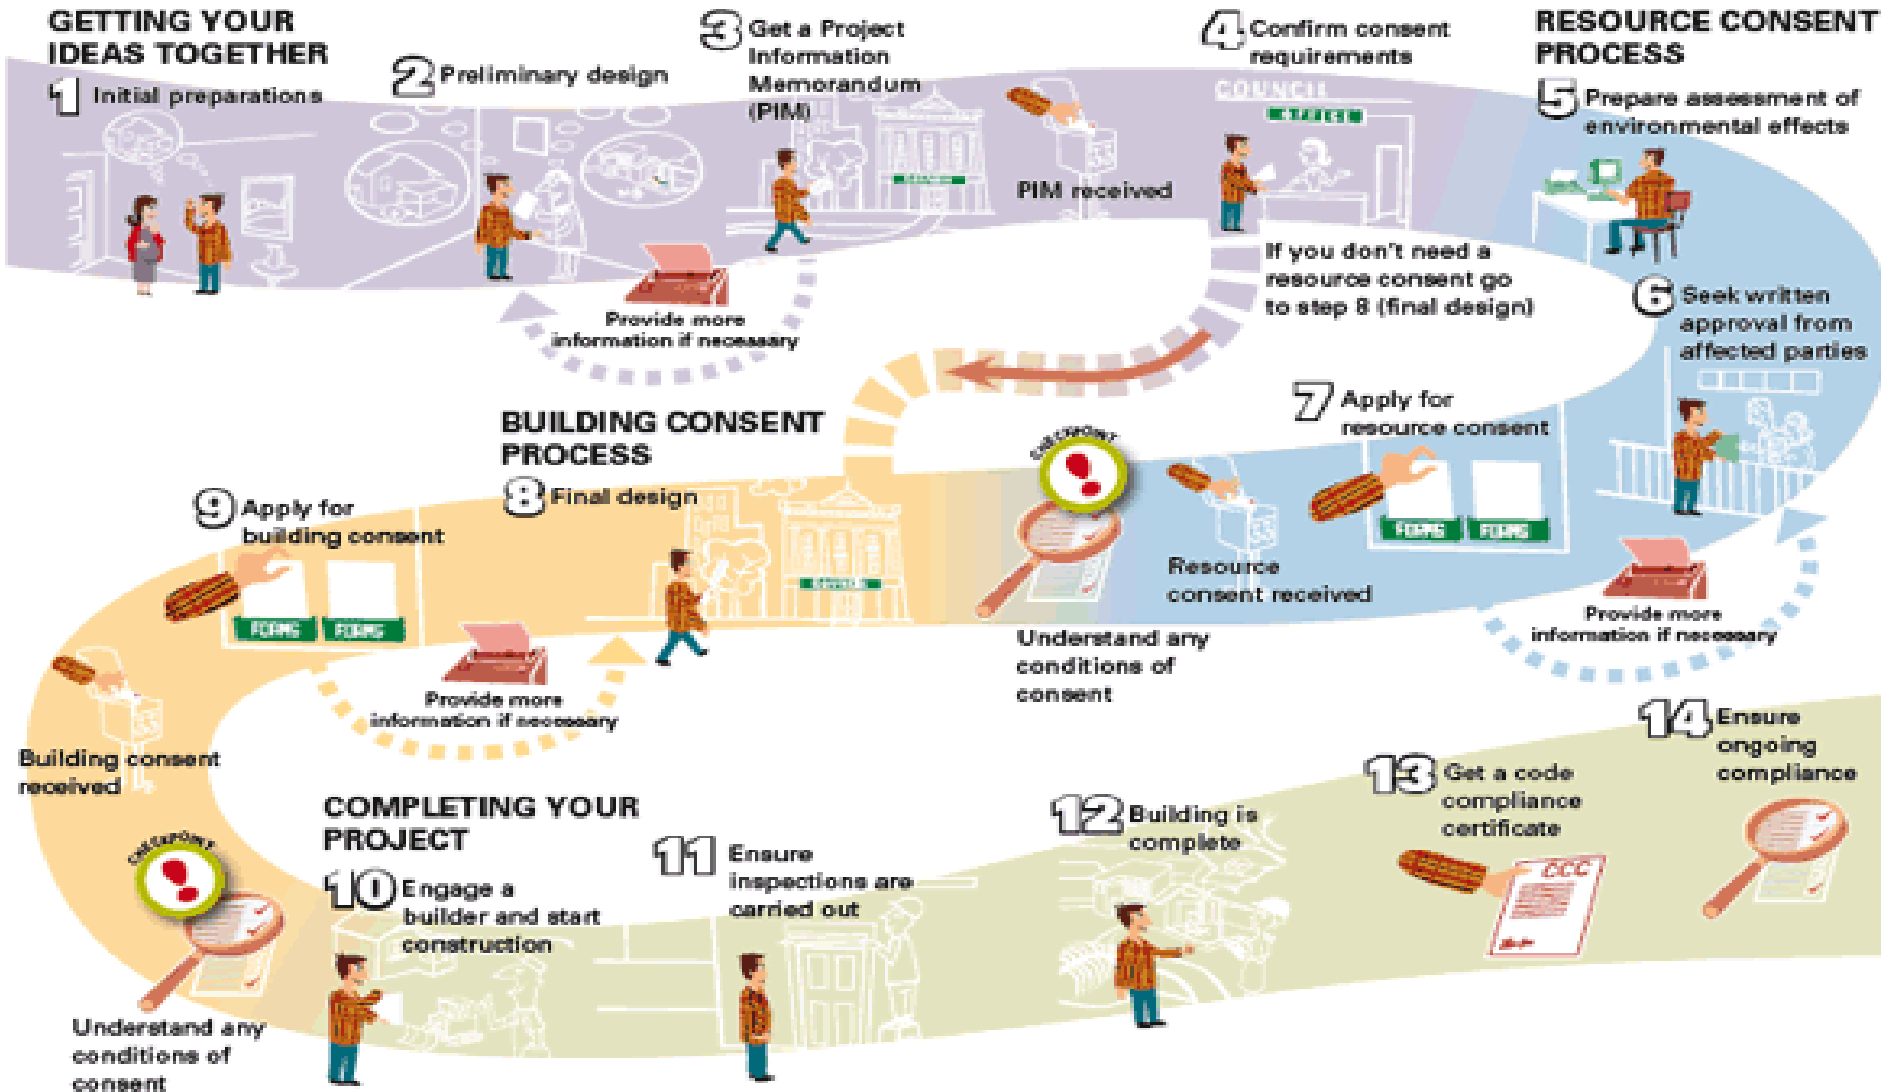 GETTING YOUR
IDEAS TOGETHER
1 Initial preparations
2 Preliminary design
3 Get a Project
Information
Memorandum
(PIM)
PIM received
4 Confirm consent
requirements
COUNCIL
Provide more
information if necessary
If you don't need a
resource consent go
to step 8 (final design)
RESOURCE CONSENT
PROCESS
5 Prepare assessment of
environmental effects
6 Seek written
approval from
affected parties
7 Apply for
resource consent
FORMS FORMS
Provide more
information if necessary
Resource
consent received
CHECKPOINT
Understand any
conditions of
consent
BUILDING CONSENT
PROCESS
8 Final design
COUNCIL
9 Apply for
building consent
FORMS FORMS
Provide more
information if necessary
Building consent
received
CHECKPOINT
Understand any
conditions of
consent
COMPLETING YOUR
PROJECT
10 Engage a
builder and start
construction
11 Ensure
inspections are
carried out
12 Building is
complete
13 Get a code
compliance
certificate
CCC
14 Ensure
ongoing
compliance